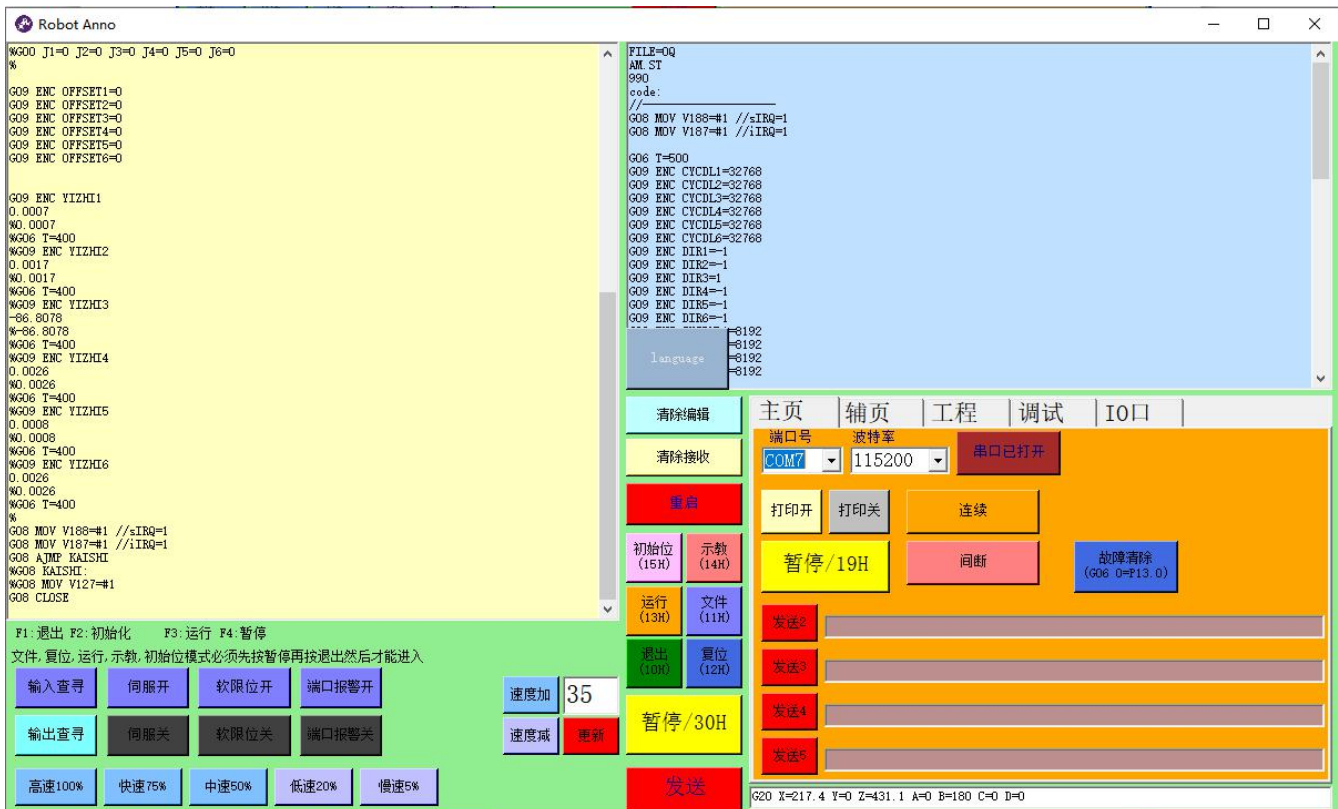 Robot Anno
%G00 J1=0 J2=0 J3=0 J4=0 J5=0 J6=0
%
G09 ENC OFFSET1=0
G09 ENC OFFSET2=0
G09 ENC OFFSET3=0
G09 ENC OFFSET4=0
G09 ENC OFFSET5=0
G09 ENC OFFSET6=0
G09 ENC YIZHI1
0.0007
%0.0007
%G06 T=400
%G09 ENC YIZHI2
0.0017
%0.0017
%G06 T=400
%G09 ENC YIZHI3
-86.8078
%-86.8078
%G06 T=400
%G09 ENC YIZHI4
0.0026
%0.0026
%G06 T=400
%G09 ENC YIZHI5
0.0008
%0.0008
%G06 T=400
%G09 ENC YIZHI6
0.0026
%0.0026
%G06 T=400
%
G08 MOV V188=#1 //sIRQ=1
G08 MOV V187=#1 //iIRQ=1
G08 AJMP KAISHI
%G08 KAISHI:
%G08 MOV V127=#1
G08 CLOSE
FILE=OQ
AM.ST
990
code:
//
G08 MOV V188=#1 //sIRQ=1
G08 MOV V187=#1 //iIRQ=1
G06 T=500
G09 ENC CYCDL1=32768
G09 ENC CYCDL2=32768
G09 ENC CYCDL3=32768
G09 ENC CYCDL4=32768
G09 ENC CYCDL5=32768
G09 ENC CYCDL6=32768
G09 ENC DIR1=-1
G09 ENC DIR2=-1
G09 ENC DIR3=1
G09 ENC DIR4=-1
G09 ENC DIR5=-1
G09 ENC DIR6=-1
=8192
=8192
=8192
=8192
language
F1:退出 F2:初始化 F3:运行 F4:暂停
文件,复位,运行,示教,初始位模式必须先按暂停再按退出然后才能进入
输入查寻 伺服开 软限位开 端口报警开
输出查寻 伺服关 软限位关 端口报警关
高速100% 快速75% 中速50% 低速20% 慢速5%
速度加 35
速度减 更新
清除编辑
清除接收
重启
初始位 (15H) 示教 (14H)
运行 (13H) 文件 (11H)
退出 (10H) 复位 (12H)
暂停/30H
发送
主页 辅页 工程 调试 IO口
端口号 波特率
COM7 115200 串口已打开
打印开 打印关 连续
暂停/19H 间断 故障清除
(G06 O=P13.0)
发送2
发送3
发送4
发送5
G20 X=217.4 Y=0 Z=431.1 A=0 B=180 C=0 D=0